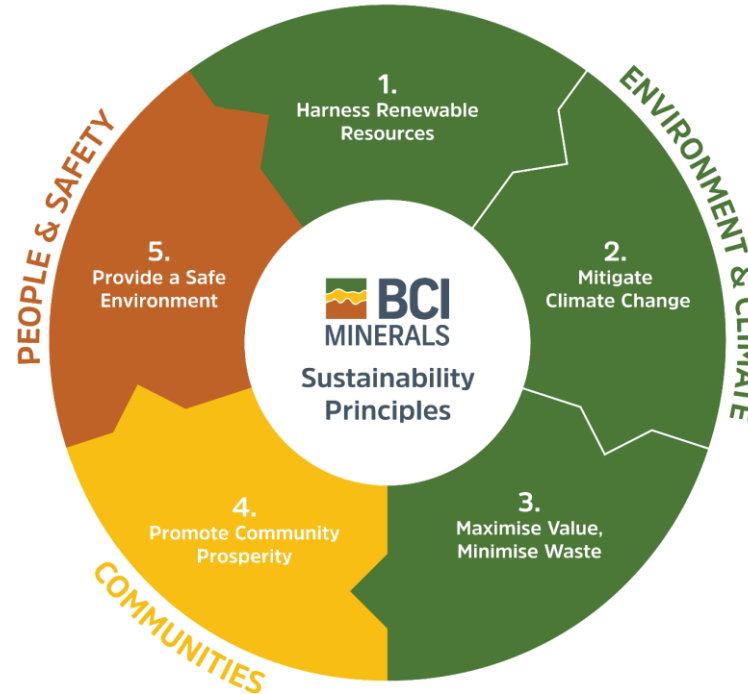 1.
Harness Renewable
Resources
ENVIRONMENT & CLIMATE
2.
Mitigate
Climate Change
3.
Maximise Value,
Minimise Waste
4.
Promote Community
Prosperity
COMMUNITIES
5.
Provide a Safe
Environment
PEOPLE & SAFETY
BCI
MINERALS
Sustainability
Principles